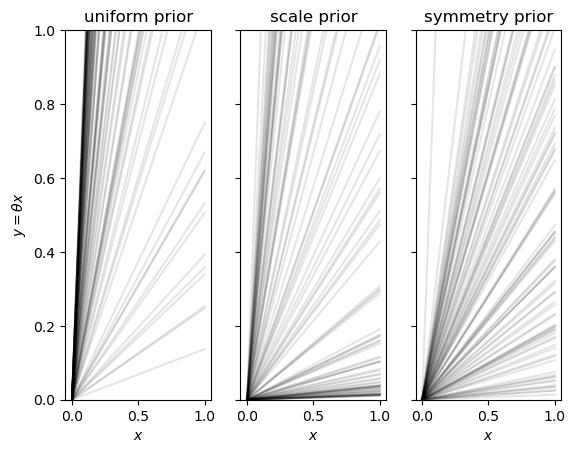 uniform prior
scale prior
symmetry prior
1.0
0.8
0.6
0.4
0.2
0.0
y = θx
0.0 0.5 1.0
0.0 0.5 1.0
0.0 0.5 1.0
x
x
x